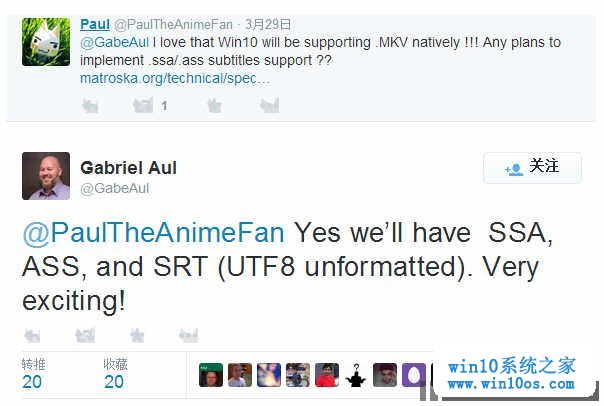 Paul @PaulTheAnimeFan · 3月29日
@GabeAul I love that Win10 will be supporting .MKV natively !!! Any plans to
implement .ssa/.ass subtitles support ??
matroska.org/technical/spec…
1
Gabriel Aul
@GabeAul
关注
@PaulTheAnimeFan Yes we'll have SSA,
ASS, and SRT (UTF8 unformatted). Very
exciting!
转推
20
收藏
20
win10系统之家
www.win10os.com